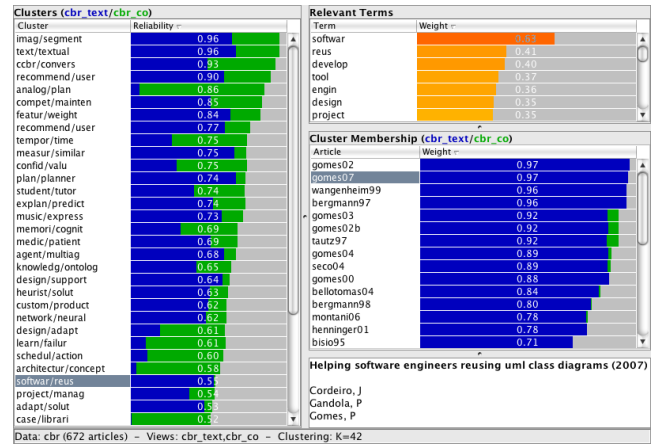 Clusters (cbr_text/cbr_co)
Cluster Reliability
imag/segment 0.96
text/textual 0.96
ccbr/convers 0.93
recommend/user 0.90
analog/plan 0.86
compet/mainten 0.85
featur/weight 0.84
recommend/user 0.77
tempor/time 0.75
measur/similar 0.75
confid/valu 0.75
plan/planner 0.74
student/tutor 0.74
explan/predict 0.74
music/express 0.73
memori/cognit 0.69
medic/patient 0.69
agent/multiag 0.68
knowledg/ontolog 0.65
design/support 0.64
heurist/solut 0.63
custom/product 0.62
network/neural 0.62
design/adapt 0.61
learn/failur 0.61
schedul/action 0.60
architectur/concept 0.58
softwar/reus 0.55
project/manag 0.54
adapt/solut 0.53
case/librari 0.52
Relevant Terms
Term Weight
softwar 0.63
reus 0.41
develop 0.40
tool 0.37
engin 0.36
design 0.35
project 0.35
Cluster Membership (cbr_text/cbr_co)
Article Weight
gomes02 0.97
gomes07 0.97
wangenheim99 0.96
bergmann97 0.96
gomes03 0.92
gomes02b 0.92
tautz97 0.92
gomes04 0.89
seco04 0.89
gomes00 0.88
bellotomas04 0.84
bergmann98 0.80
montani06 0.78
henninger01 0.78
bisio95 0.71
Helping software engineers reusing uml class diagrams (2007)
Cordeiro, J
Gandola, P
Gomes, P
Data: cbr (672 articles) - Views: cbr_text,cbr_co - Clustering: K=42